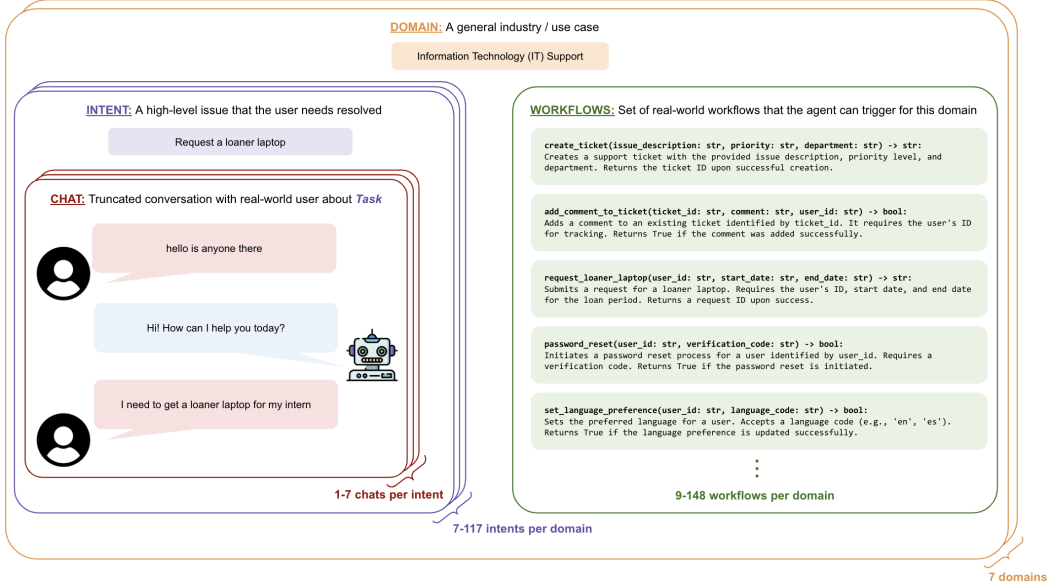 DOMAIN: A general industry / use case
Information Technology (IT) Support
INTENT: A high-level issue that the user needs resolved
Request a loaner laptop
CHAT: Truncated conversation with real-world user about Task
hello is anyone there
Hi! How can I help you today?
I need to get a loaner laptop for my intern
1-7 chats per intent
7-117 intents per domain
WORKFLOWS: Set of real-world workflows that the agent can trigger for this domain
create_ticket(issue_description: str, priority: str, department: str) -> str:
Creates a support ticket with the provided issue description, priority level, and
department. Returns the ticket ID upon successful creation.
add_comment_to_ticket(ticket_id: str, comment: str, user_id: str) -> bool:
Adds a comment to an existing ticket identified by ticket_id. It requires the user's ID
for tracking. Returns True if the comment was added successfully.
request_loaner_laptop(user_id: str, start_date: str, end_date: str) -> str:
Submits a request for a loaner laptop. Requires the user's ID, start date, and end date
for the loan period. Returns a request ID upon success.
password_reset(user_id: str, verification_code: str) -> bool:
Initiates a password reset process for a user identified by user_id. Requires a
verification code. Returns True if the password reset is initiated.
set_language_preference(user_id: str, language_code: str) -> bool:
Sets the preferred language for a user. Accepts a language code (e.g., 'en', 'es').
Returns True if the language preference is updated successfully.
9-148 workflows per domain
7 domains